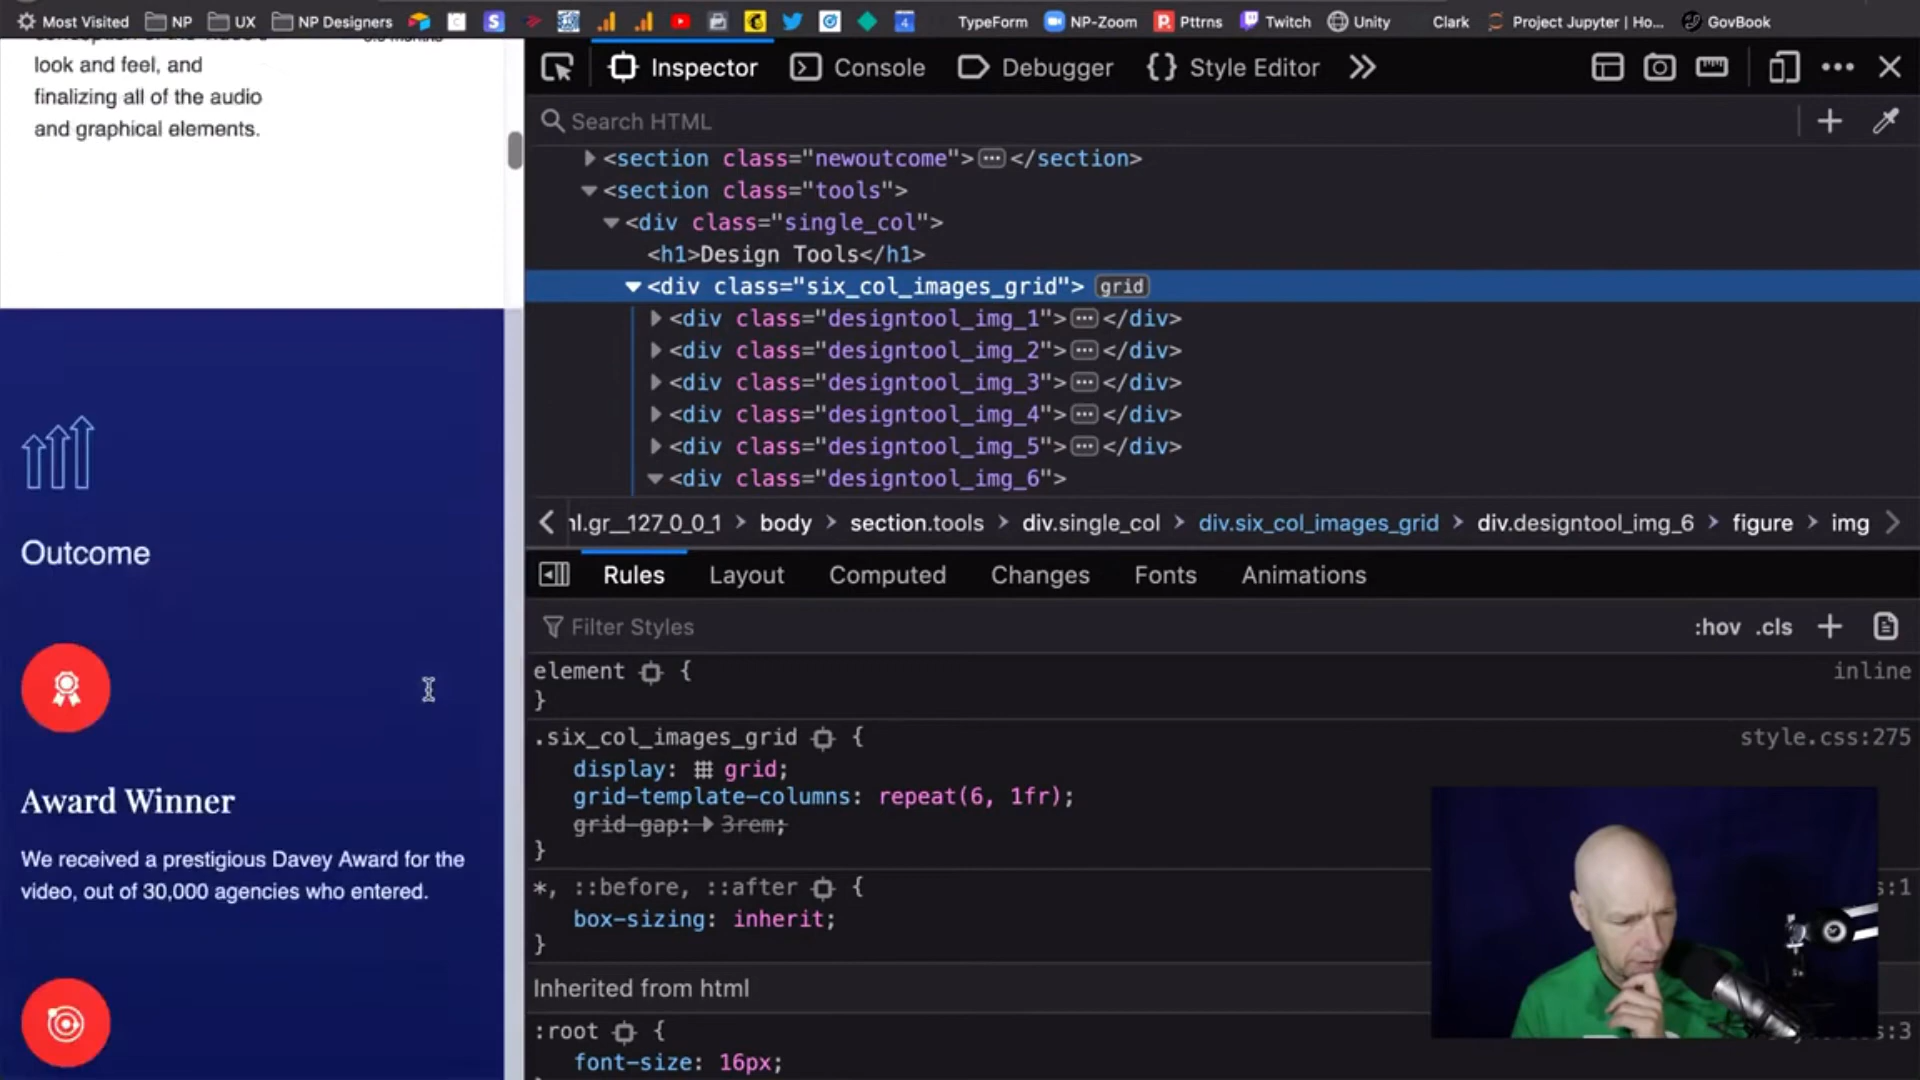 Most Visited NP UX NP Designers TypeForm NP-Zoom Pttrns Twitch Unity Clark Project Jupyter | Ho... GovBook
look and feel, and
finalizing all of the audio
and graphical elements.
Outcome
Award Winner
We received a prestigious Davey Award for the
video, out of 30,000 agencies who entered.
Inspector Console Debugger {} Style Editor
Search HTML
<section class="newoutcome"> ··· </section>
<section class="tools">
<div class="single_col">
<h1>Design Tools</h1>
<div class="six_col_images_grid"> grid
<div class="designtool_img_1"> ··· </div>
<div class="designtool_img_2"> ··· </div>
<div class="designtool_img_3"> ··· </div>
<div class="designtool_img_4"> ··· </div>
<div class="designtool_img_5"> ··· </div>
<div class="designtool_img_6">
l.gr__127_0_0_1 > body > section.tools > div.single_col > div.six_col_images_grid > div.designtool_img_6 > figure > img
Rules Layout Computed Changes Fonts Animations
Filter Styles :hov .cls +
element { inline
}
.six_col_images_grid { style.css:275
display: grid;
grid-template-columns: repeat(6, 1fr);
grid-gap: 3rem;
}
*, ::before, ::after { s:1
box-sizing: inherit;
}
Inherited from html
:root { :3
font-size: 16px;